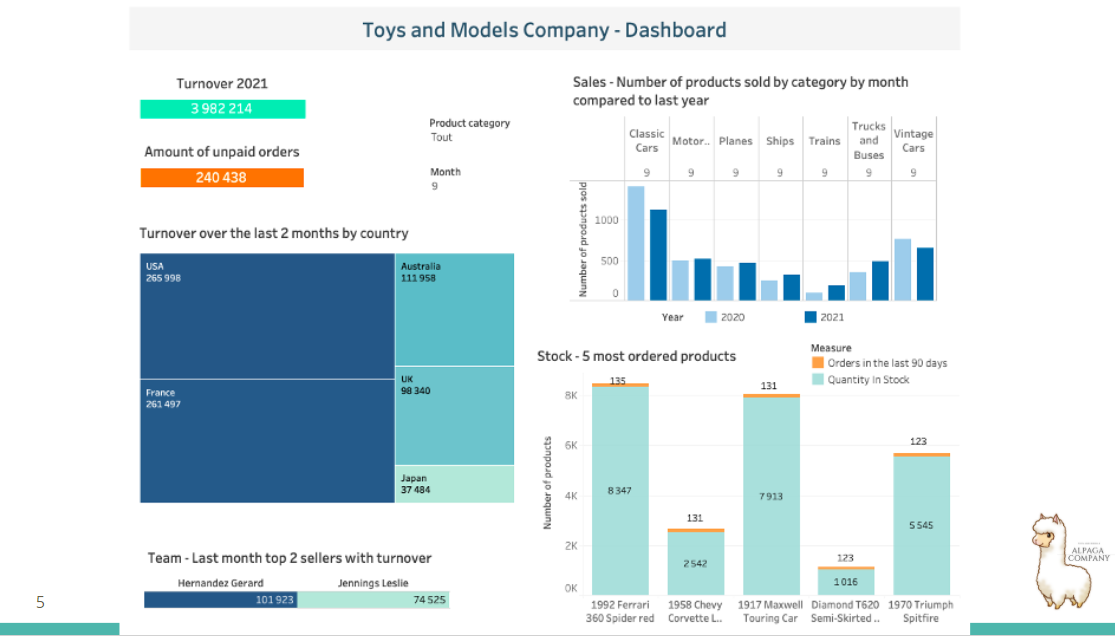 Toys and Models Company - Dashboard
Turnover 2021
3 982 214
Amount of unpaid orders
240 438
Product category
Tout
Month
9
Sales - Number of products sold by category by month
compared to last year
Classic
Cars
Motor..
Planes
Ships
Trains
Trucks
and
Buses
Vintage
Cars
9 9 9 9 9 9 9
Number of products sold
1000
500
0
Year 2020 2021
Turnover over the last 2 months by country
USA
265 998
Australia
111 958
UK
98 340
France
261 497
Japan
37 484
Stock - 5 most ordered products
Measure
Orders in the last 90 days
Quantity In Stock
Number of products
8K
6K
4K
2K
0K
135
8 347
131
2 542
131
7 913
123
1 016
123
5 545
1992 Ferrari
360 Spider red
1958 Chevy
Corvette L..
1917 Maxwell
Touring Car
Diamond T620
Semi-Skirted ..
1970 Triumph
Spitfire
Team - Last month top 2 sellers with turnover
Hernandez Gerard Jennings Leslie
101 923 74 525
5
ALPAGA
COMPANY